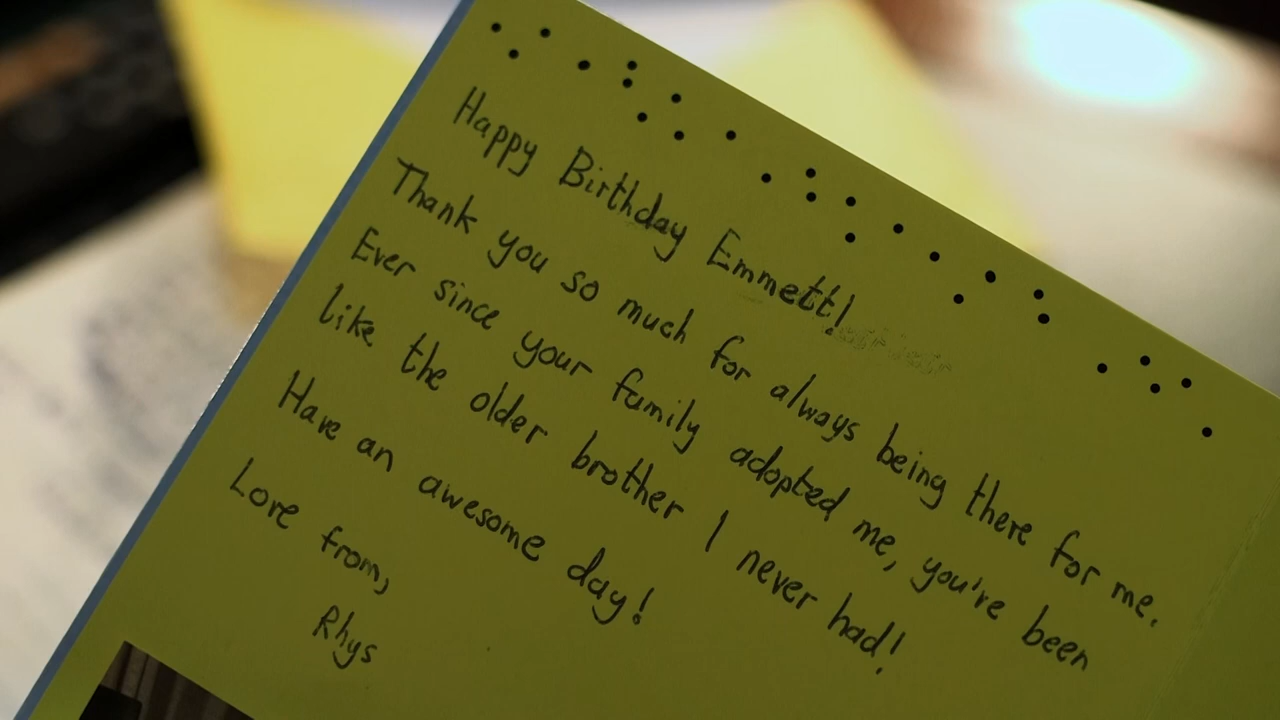 Happy Birthday Emmett!
Thank you so much for always being there for me.
Ever since your family adopted me, you've been
like the older brother I never had!
Have an awesome day!
Love from,
Rhys